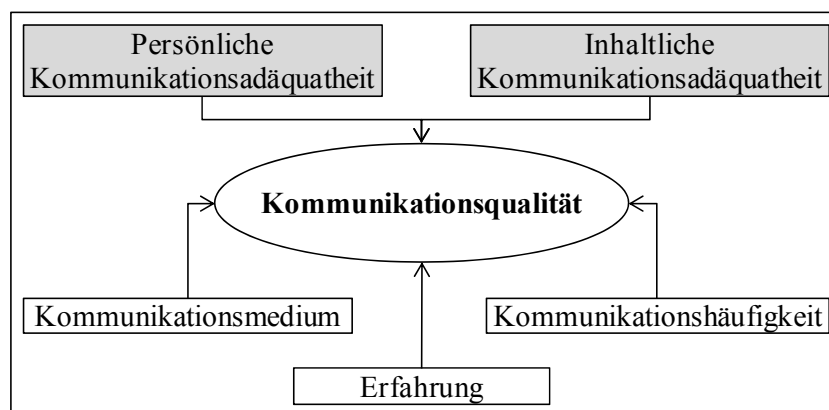 Persönliche
Kommunikationsadäquatheit
Inhaltliche
Kommunikationsadäquatheit
Kommunikationsqualität
Kommunikationsmedium
Kommunikationshäufigkeit
Erfahrung